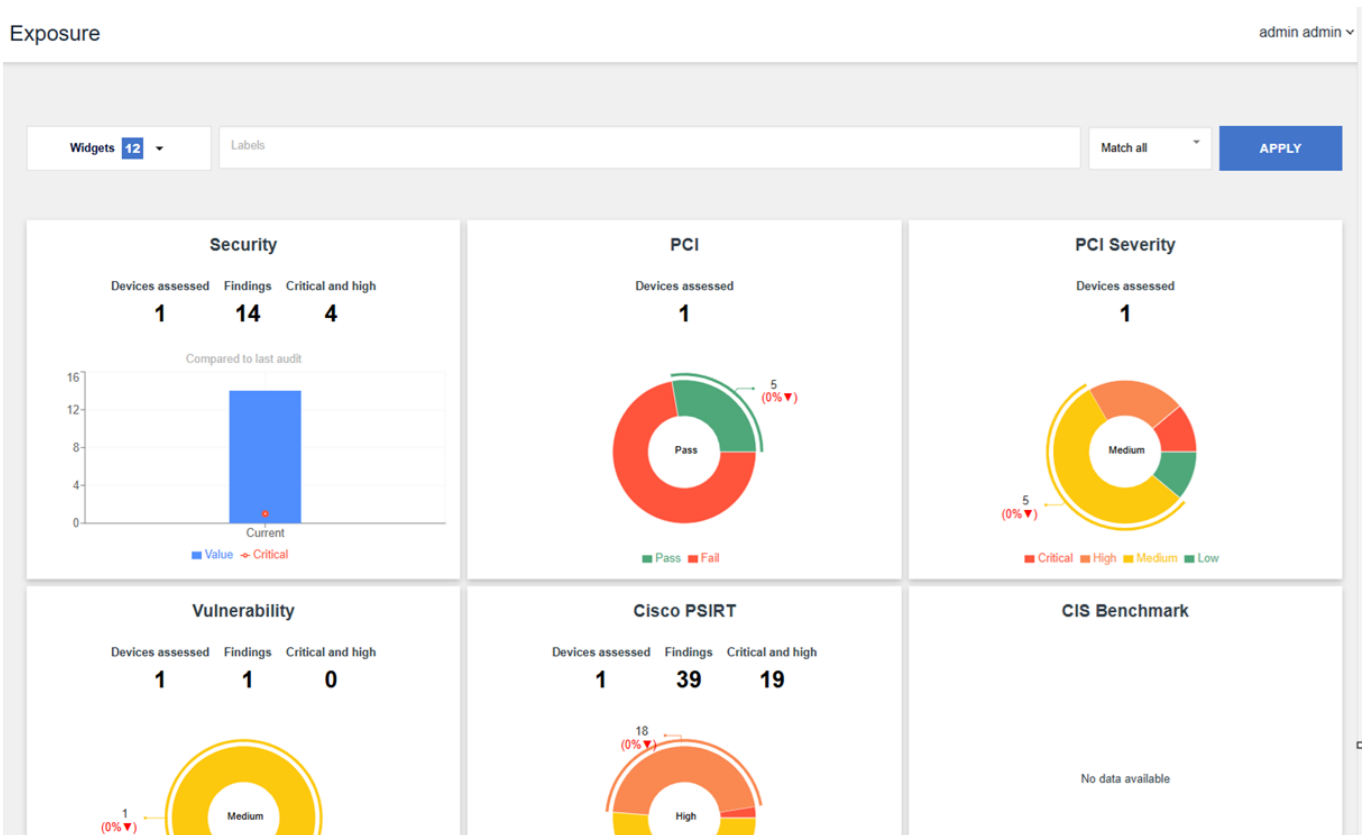 Exposure
admin admin
Widgets 12
Labels
Match all
APPLY
Security
Devices assessed Findings Critical and high
1 14 4
Compared to last audit
16
12
8
4
0
Current
Value Critical
PCI
Devices assessed
1
5
(0%▼)
Pass
Pass Fail
PCI Severity
Devices assessed
1
Medium
5
(0%▼)
Critical High Medium Low
Vulnerability
Devices assessed Findings Critical and high
1 1 0
Medium
1
(0%▼)
Cisco PSIRT
Devices assessed Findings Critical and high
1 39 19
18
(0%▼)
High
CIS Benchmark
No data available